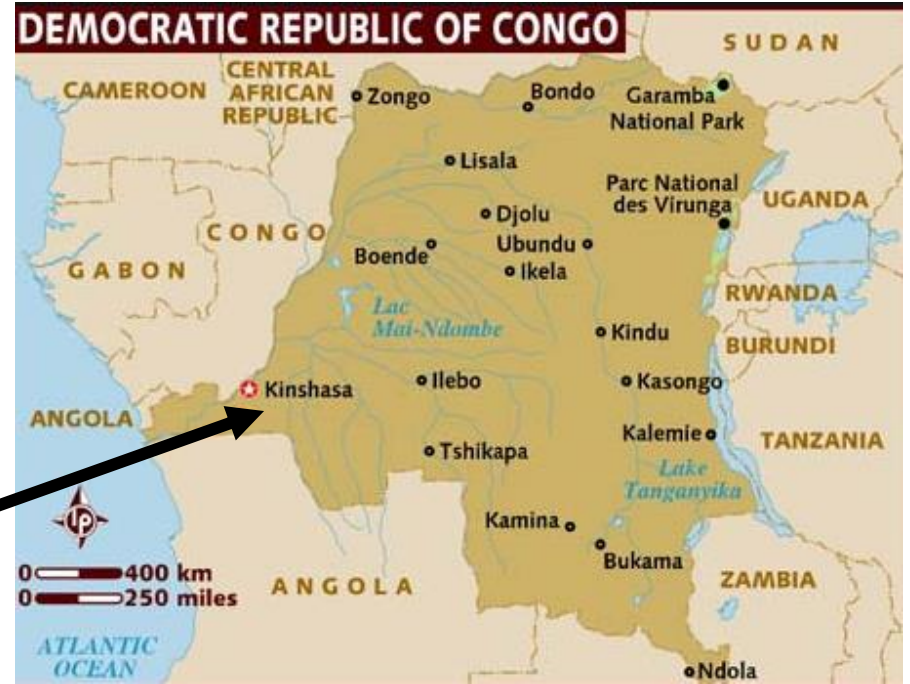 DEMOCRATIC REPUBLIC OF CONGO
SUDAN
CAMEROON
CENTRAL
AFRICAN
REPUBLIC
Zongo
Bondo
Garamba
National Park
Lisala
Parc National
des Virunga
UGANDA
Djolu
CONGO
Ubundu
Boende
Ikela
GABON
RWANDA
Lac
Mai-Ndombe
Kindu
BURUNDI
Kinshasa
Ilebo
Kasongo
ANGOLA
Kalemie
TANZANIA
Tshikapa
Lake
Tanganyika
lp
Kamina
Bukama
0 400 km
0 250 miles
ANGOLA
ZAMBIA
ATLANTIC
OCEAN
Ndola